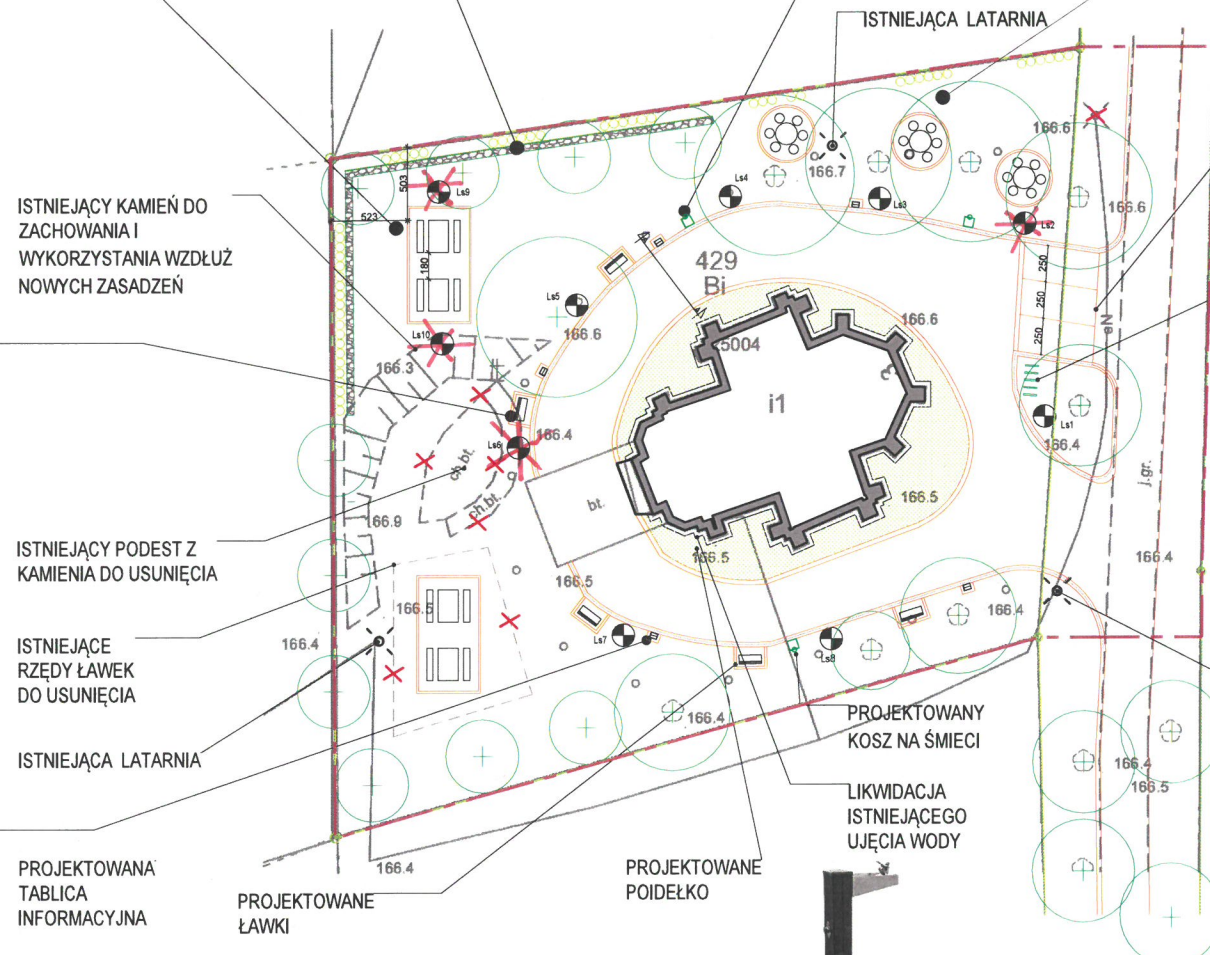 ISTNIEJĄCA LATARNIA
166.6
166.7
166.6
ISTNIEJĄCY KAMIEŃ DO
ZACHOWANIA I
WYKORZYSTANIA WZDŁUŻ
NOWYCH ZASADZEŃ
503
523
180
Ls9
Ls4
Ls3
Ls2
429
Bi
250
250
250
Ls5
166.6
166.6
5004
Ls10
166.3
i1
Ls6
166.4
Ls1
166.4
ch.bt.
ch.bt.
bt.
j.gr.
166.9
166.5
166.5
166.4
ISTNIEJĄCY PODEST Z
KAMIENIA DO USUNIĘCIA
166.5
166.5
166.4
ISTNIEJĄCE
RZĘDY ŁAWEK
DO USUNIĘCIA
166.4
Ls7
Ls8
ISTNIEJĄCA LATARNIA
166.4
PROJEKTOWANY
KOSZ NA ŚMIECI
166.4
166.5
LIKWIDACJA
ISTNIEJĄCEGO
UJĘCIA WODY
PROJEKTOWANA
TABLICA
INFORMACYJNA
166.4
PROJEKTOWANE
ŁAWKI
PROJEKTOWANE
POIDEŁKO